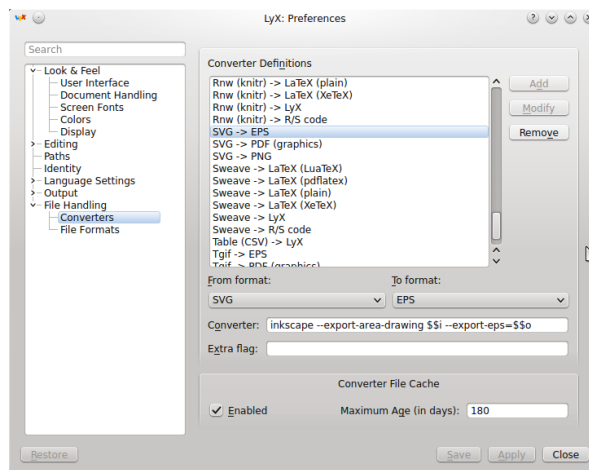 LyX: Preferences
Search
Look & Feel
User Interface
Document Handling
Screen Fonts
Colors
Display
Editing
Paths
Identity
Language Settings
Output
File Handling
Converters
File Formats
Converter Definitions
Rnw (knitr) -> LaTeX (plain)
Rnw (knitr) -> LaTeX (XeTeX)
Rnw (knitr) -> LyX
Rnw (knitr) -> R/S code
SVG -> EPS
SVG -> PDF (graphics)
SVG -> PNG
Sweave -> LaTeX (LuaTeX)
Sweave -> LaTeX (pdflatex)
Sweave -> LaTeX (plain)
Sweave -> LaTeX (XeTeX)
Sweave -> LyX
Sweave -> R/S code
Table (CSV) -> LyX
Tgif -> EPS
Tgif -> PDF (graphics)
Add
Modify
Remove
From format:
To format:
SVG
EPS
Converter: inkscape --export-area-drawing $$i --export-eps=$$o
Extra flag:
Converter File Cache
Enabled
Maximum Age (in days): 180
Restore
Save
Apply
Close